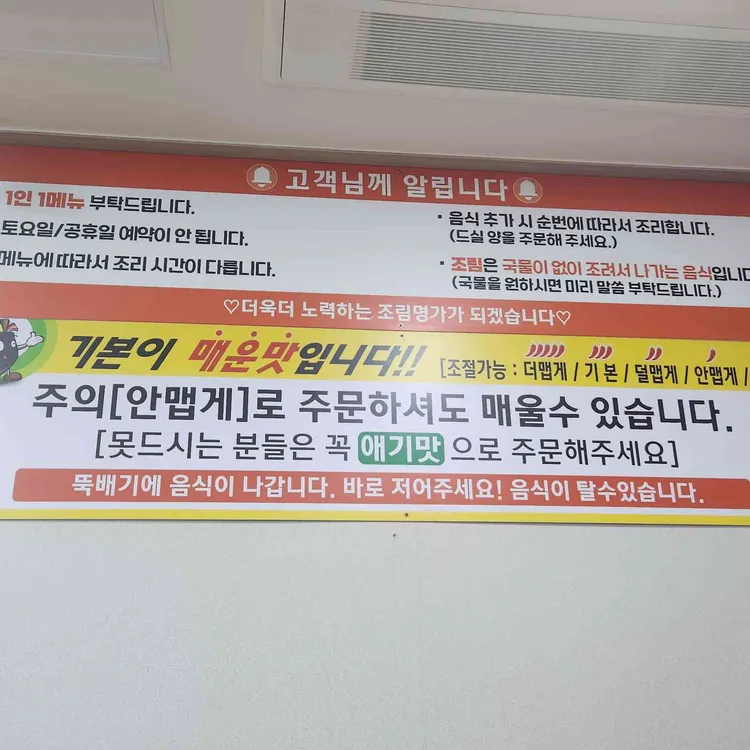 고객님께 알립니다
1인 1메뉴 부탁드립니다.
토요일/공휴일 예약이 안 됩니다.
메뉴에 따라서 조리 시간이 다릅니다.
· 음식 추가 시 순번에 따라서 조리합니다.
(드실 양을 주문해 주세요.)
· 조림은 국물이 없이 조려서 나가는 음식입니
(국물을 원하시면 미리 말씀 부탁드립니다.)
♡더욱더 노력하는 조림명가가 되겠습니다♡
기본이 매운맛입니다!!
[조절가능 : 더맵게 / 기 본 / 덜맵게 / 안맵게 /
주의[안맵게]로 주문하셔도 매울수 있습니다.
[못드시는 분들은 꼭 애기맛 으로 주문해주세요]
뚝배기에 음식이 나갑니다. 바로 저어주세요! 음식이 탈수있습니다.